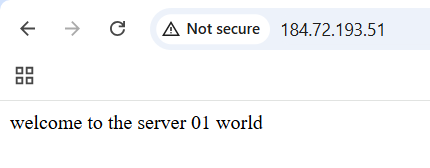 Not secure 184.72.193.51
welcome to the server 01 world